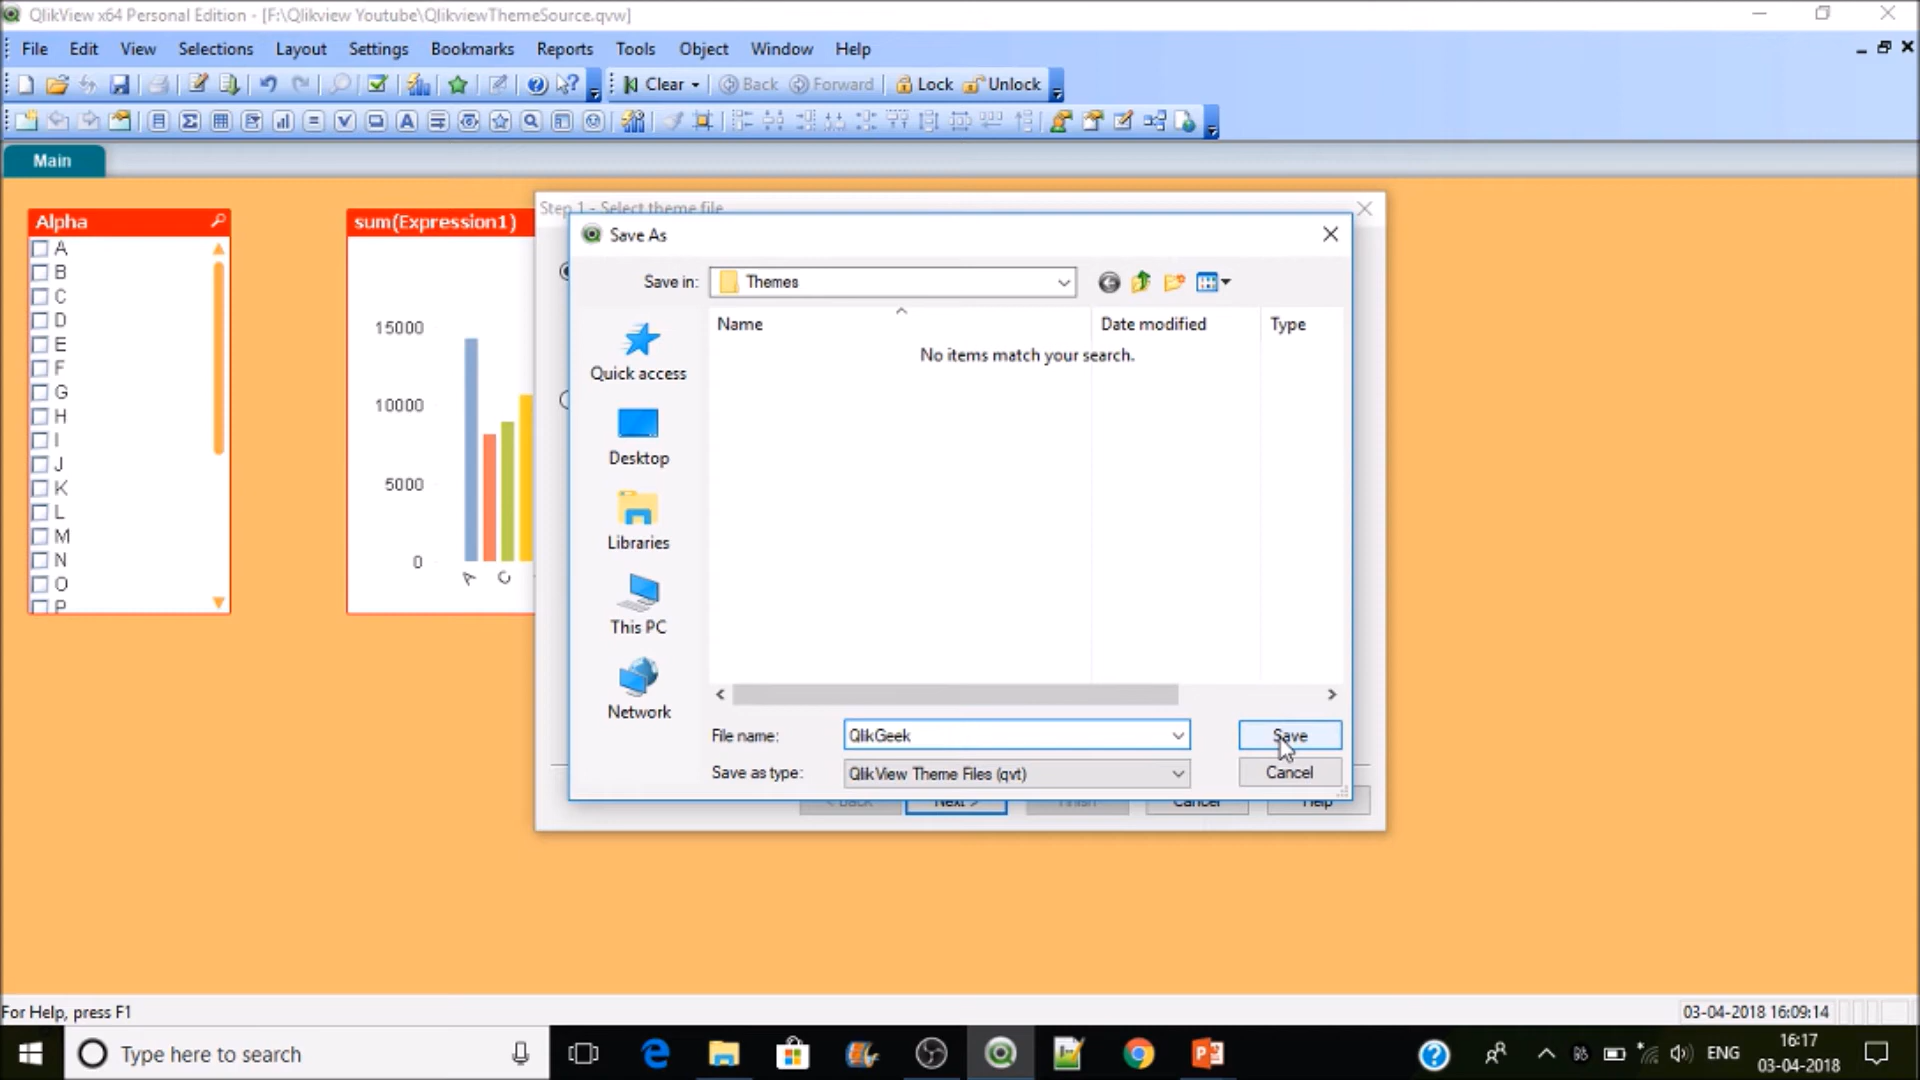 QlikView x64 Personal Edition - [F:\Qlikview Youtube\QlikviewThemeSource.qvw]
File Edit View Selections Layout Settings Bookmarks Reports Tools Object Window Help
Clear Back Forward Lock Unlock
Main
Step 1 - Select theme file
Save As
Alpha
sum(Expression1)
A
B
C
D
E
F
G
H
I
J
K
L
M
N
O
P
15000
10000
5000
0
A C
Save in: Themes
Name Date modified Type
No items match your search.
Quick access
Desktop
Libraries
This PC
Network
File name: QlikGeek Save
Save as type: QlikView Theme Files (qvt) Cancel
< Back Next > Finish Cancel Help
For Help, press F1
03-04-2018 16:09:14
Type here to search
ENG
16:17
03-04-2018